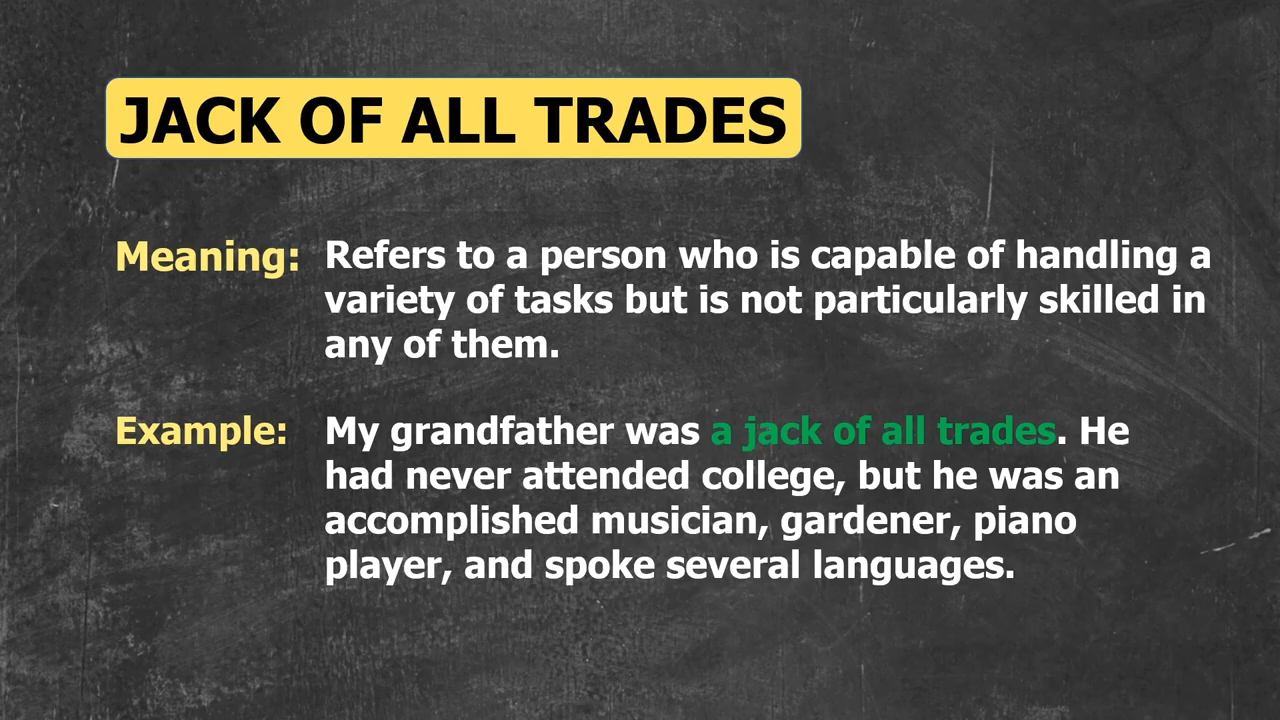 JACK OF ALL TRADES
Meaning: Refers to a person who is capable of handling a
variety of tasks but is not particularly skilled in
any of them.
Example: My grandfather was a jack of all trades. He
had never attended college, but he was an
accomplished musician, gardener, piano
player, and spoke several languages.